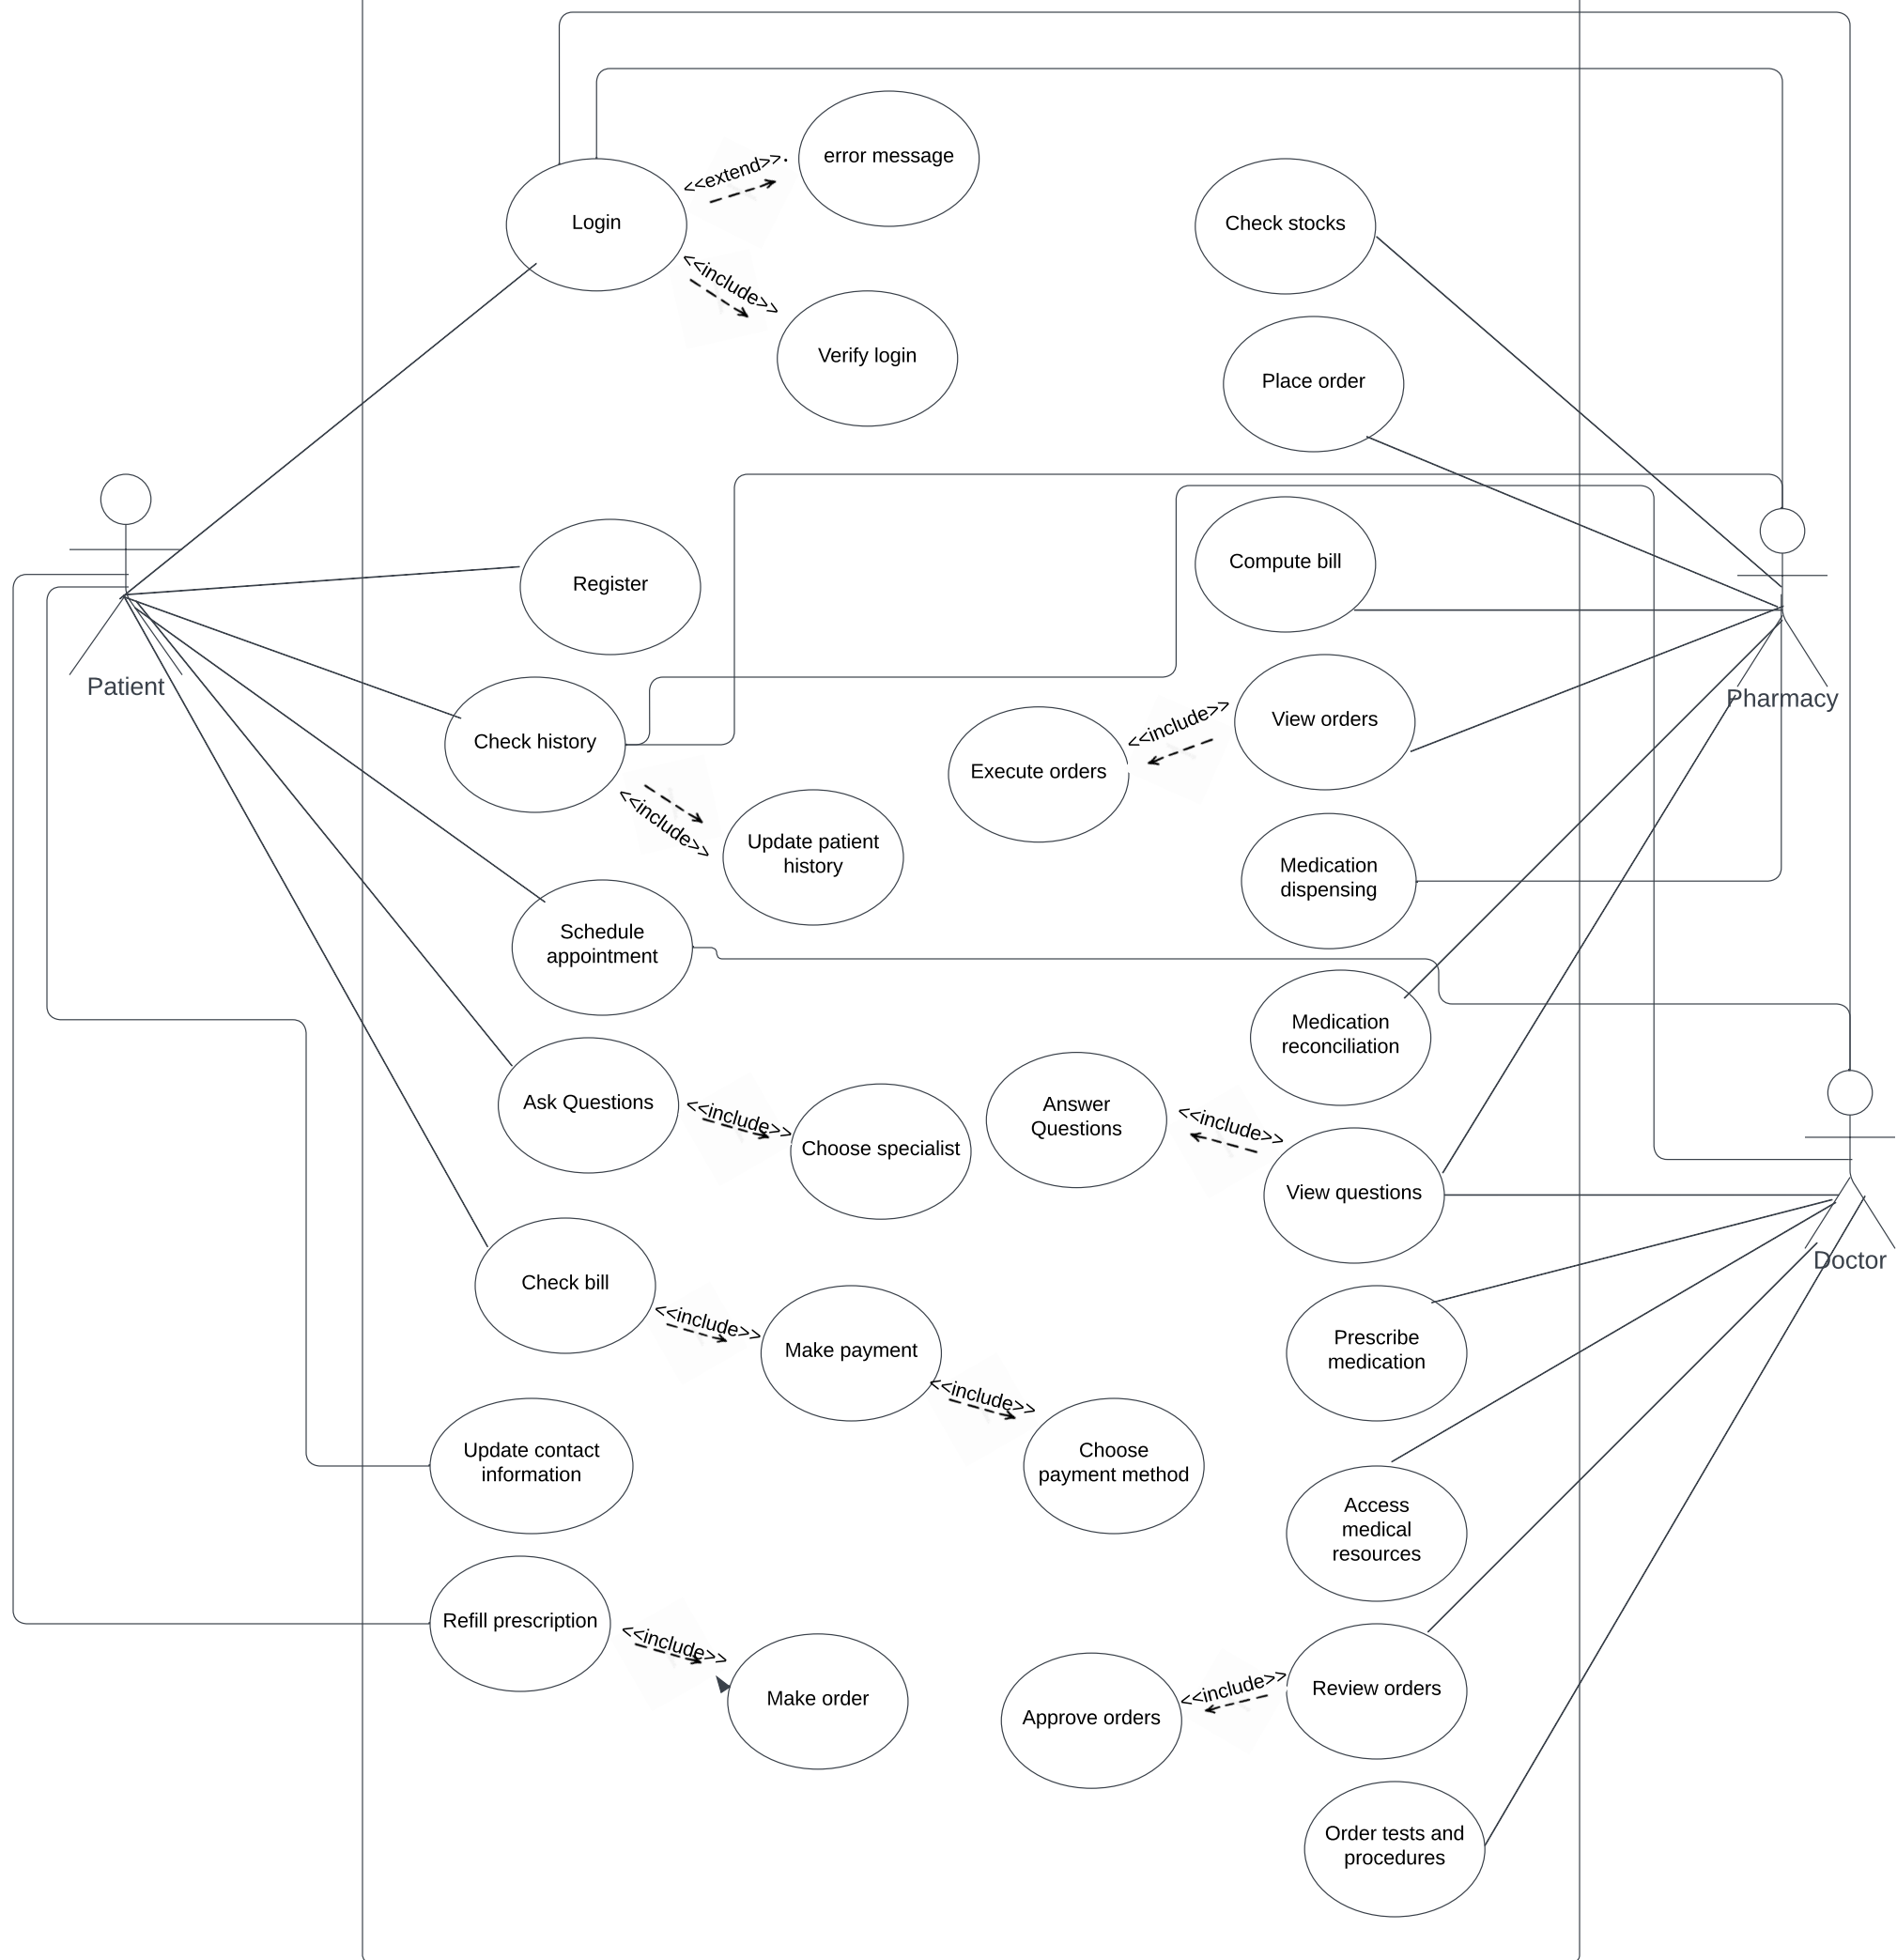 <<extend>>.
error message
Login
Check stocks
<<include>>
Verify login
Place order
Compute bill
Register
Patient
Pharmacy
<<include>>
View orders
Check history
Execute orders
<<include>>
Update patient
history
Medication
dispensing
Schedule
appointment
Medication
reconciliation
Ask Questions
<<include>>
Choose specialist
Answer
Questions
<<include>>
View questions
Doctor
Check bill
<<include>>
Make payment
Prescribe
medication
<<include>>
Update contact
information
Choose
payment method
Access
medical
resources
Refill prescription
<<include>>
Make order
Approve orders
<<include>>
Review orders
Order tests and
procedures